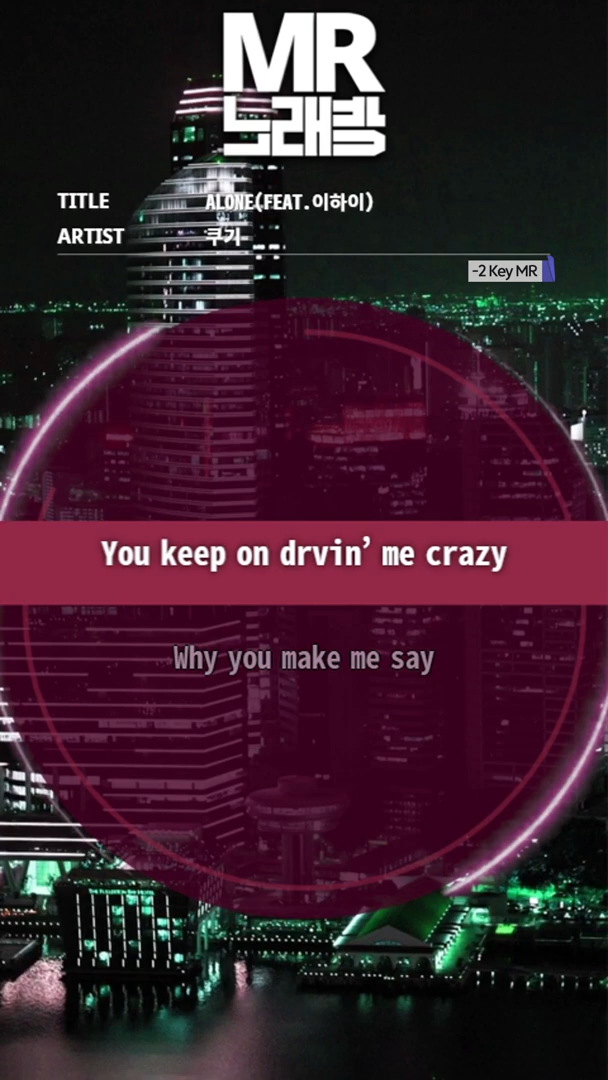 MR
노래방
TITLE ALONE(FEAT.이하이)
ARTIST 쿠기
-2 Key MR
You keep on drvin’ me crazy
Why you make me say